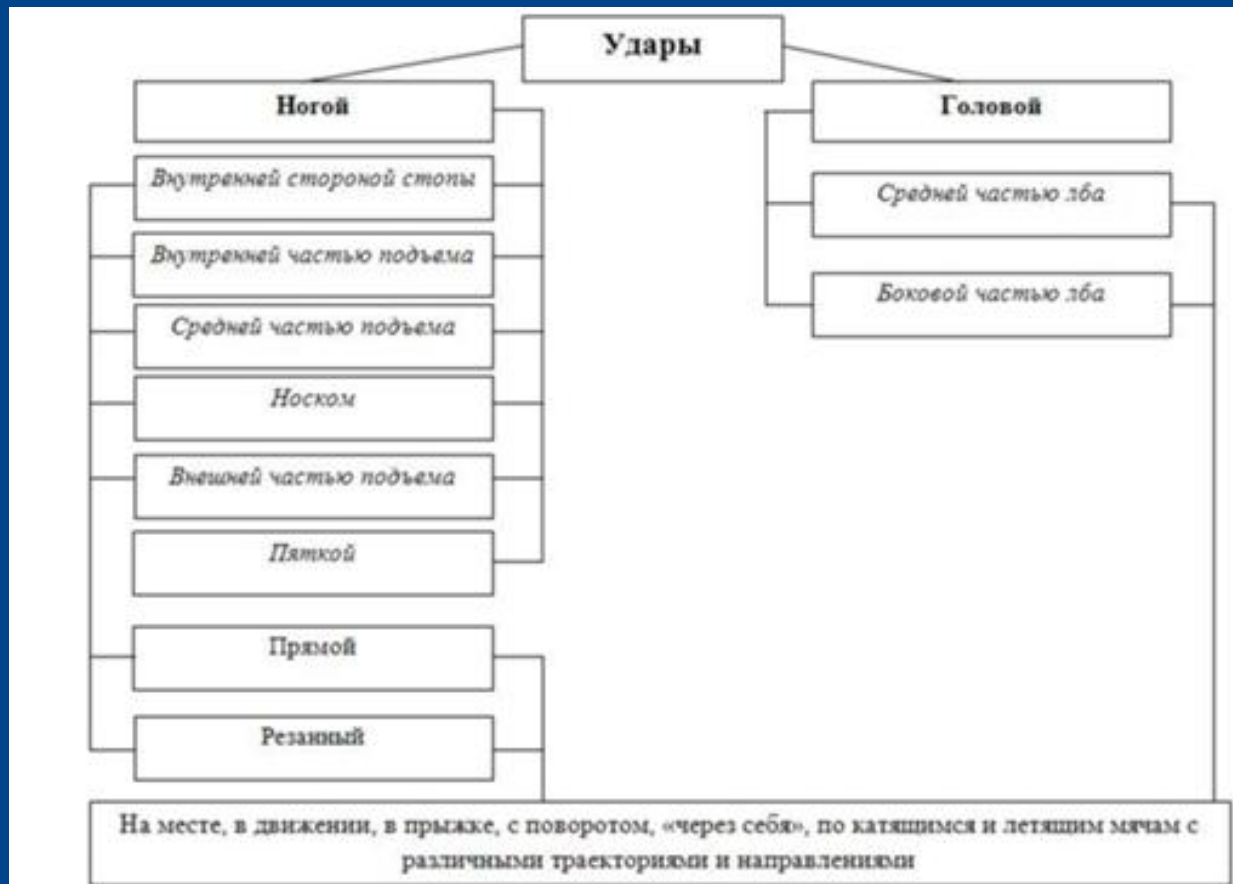 Удары
Ногой
Головой
Внутренней стороной стопы
Средней частью лба
Внутренней частью подъема
Боковой частью лба
Средней частью подъема
Носком
Внешней частью подъема
Пяткой
Прямой
Резанный
На месте, в движении, в прыжке, с поворотом, «через себя», по катящимся и летящим мячам с
различными траекториями и направлениями